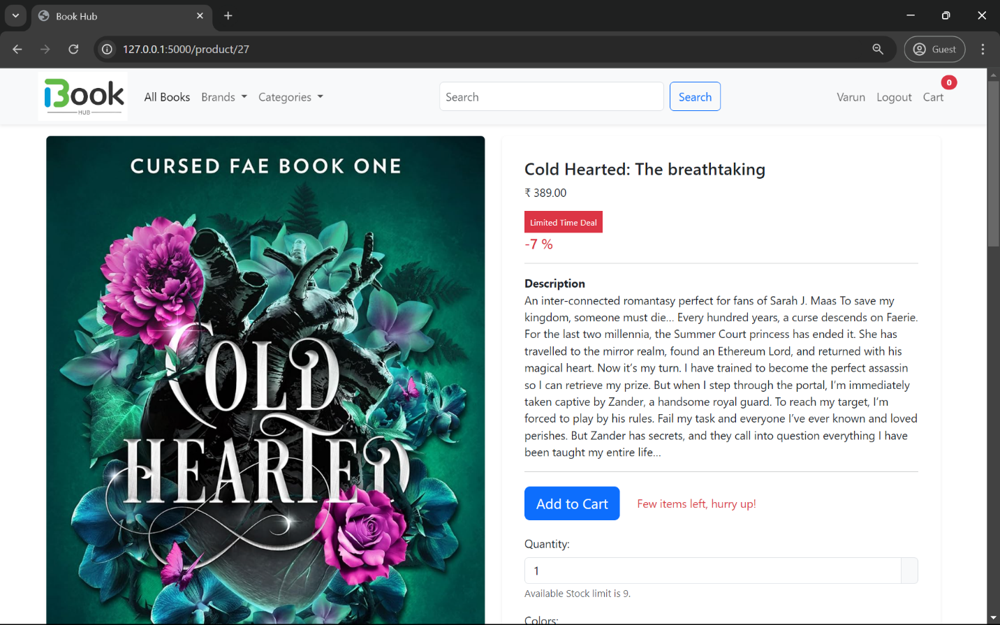 Book Hub
127.0.0.1:5000/product/27
Guest
Book
HUB
All Books
Brands
Categories
Search
Search
Varun
Logout
Cart
0
CURSED FAE BOOK ONE
COLD
HEARTED
Cold Hearted: The breathtaking
₹ 389.00
Limited Time Deal
-7 %
Description
An inter-connected romantasy perfect for fans of Sarah J. Maas To save my
kingdom, someone must die... Every hundred years, a curse descends on Faerie.
For the last two millennia, the Summer Court princess has ended it. She has
travelled to the mirror realm, found an Ethereum Lord, and returned with his
magical heart. Now it's my turn. I have trained to become the perfect assassin
so I can retrieve my prize. But when I step through the portal, I'm immediately
taken captive by Zander, a handsome royal guard. To reach my target, I'm
forced to play by his rules. Fail my task and everyone I've ever known and loved
perishes. But Zander has secrets, and they call into question everything I have
been taught my entire life...
Add to Cart
Few items left, hurry up!
Quantity:
1
Available Stock limit is 9.
Colors: